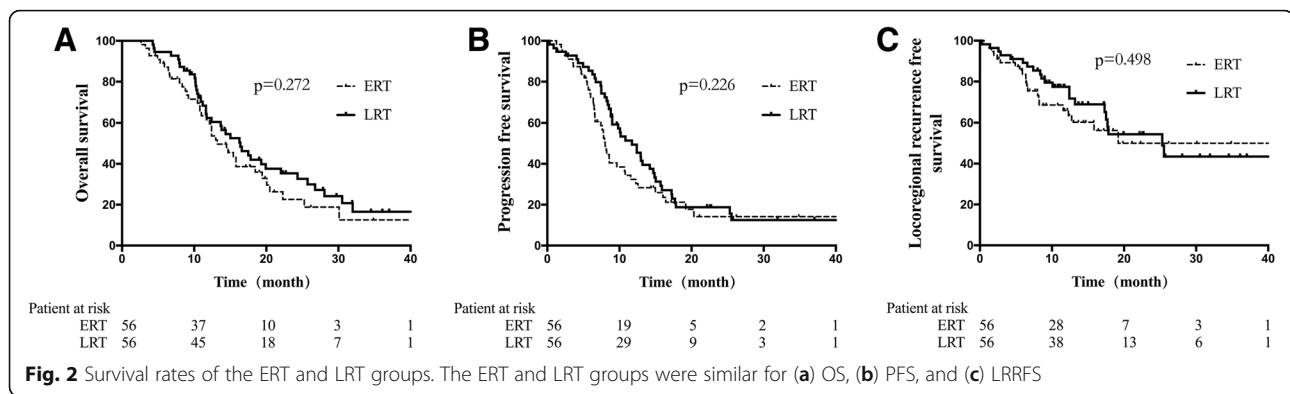 A
Overall survival
100
80
60
40
20
0
p=0.272
ERT
LRT
0 10 20 30 40
Time (month)
Patient at risk
ERT 56 37 10 3 1
LRT 56 45 18 7 1
B
Progression free survival
100
80
60
40
20
0
p=0.226
ERT
LRT
0 10 20 30 40
Time (month)
Patient at risk
ERT 56 19 5 2 1
LRT 56 29 9 3 1
C
Locoregional recurrence free
survival
100
80
60
40
20
0
p=0.498
ERT
LRT
0 10 20 30 40
Time (month)
Patient at risk
ERT 56 28 7 3 1
LRT 56 38 13 6 1
Fig. 2 Survival rates of the ERT and LRT groups. The ERT and LRT groups were similar for (a) OS, (b) PFS, and (c) LRRFS